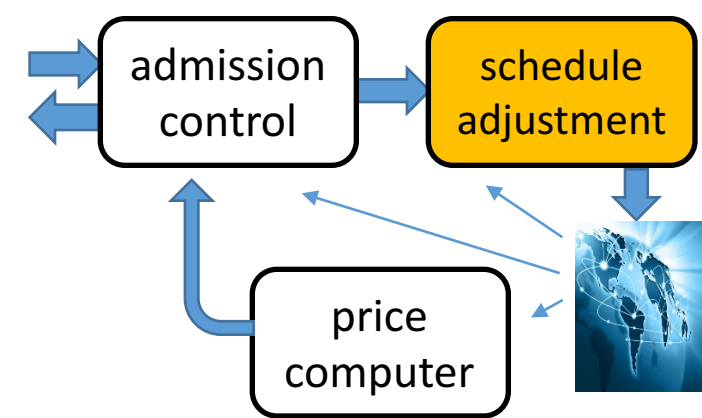 admission
control
schedule
adjustment
price
computer